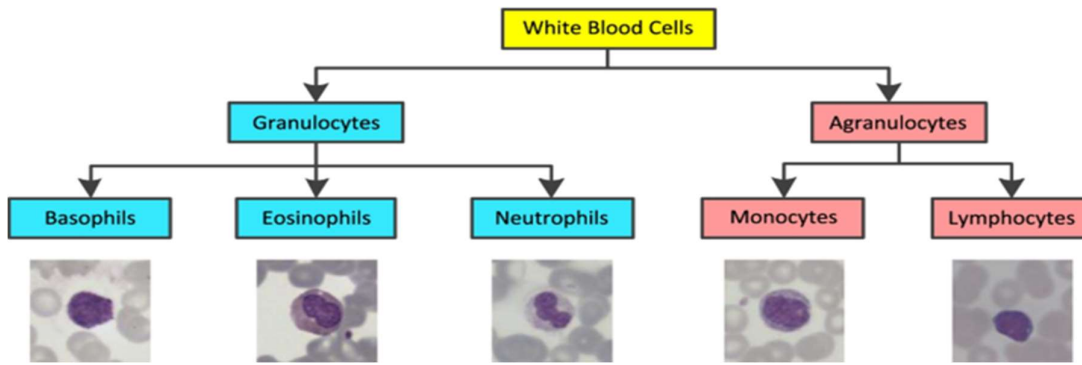 White Blood Cells
Granulocytes
Agranulocytes
Basophils
Eosinophils
Neutrophils
Monocytes
Lymphocytes